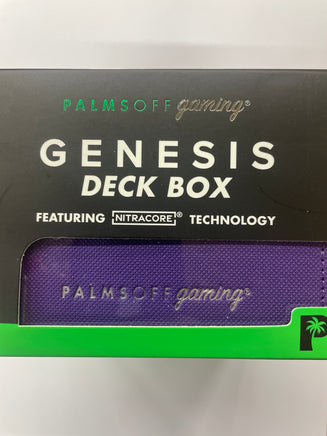 PALMSOFF gaming®
GENESIS
DECK BOX
FEATURING NITRACORE® TECHNOLOGY
PALMSOFF gaming®
P